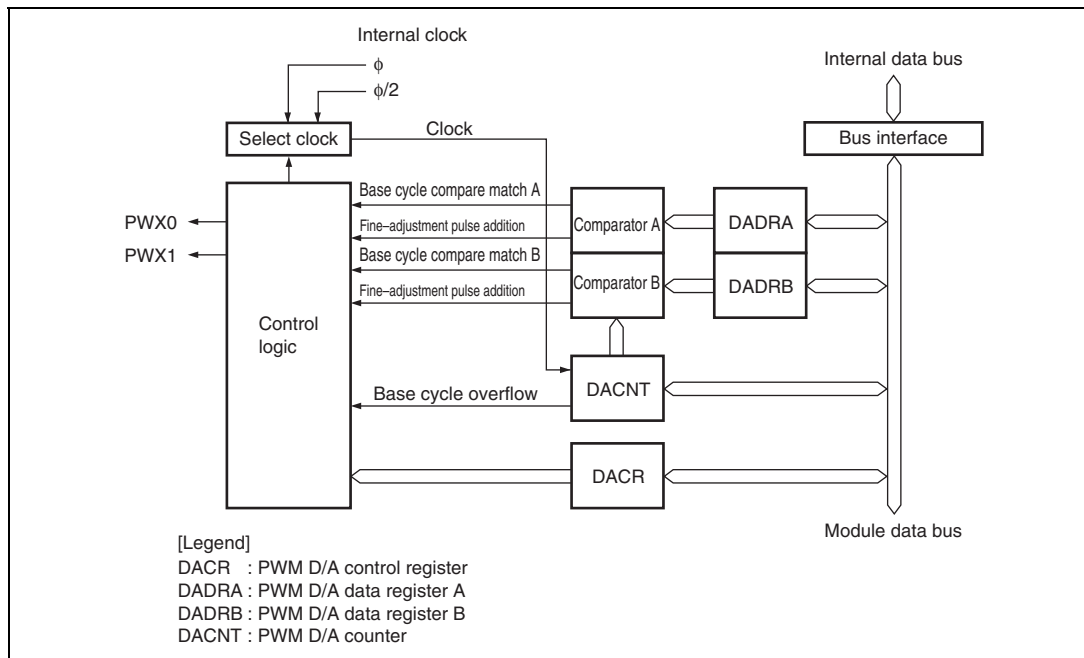 Internal clock
ϕ
ϕ/2
Internal data bus
Select clock
Clock
Bus interface
Base cycle compare match A
PWX0
Fine–adjustment pulse addition
Comparator A
DADRA
PWX1
Base cycle compare match B
Fine–adjustment pulse addition
Comparator B
DADRB
Control
logic
Base cycle overflow
DACNT
DACR
Module data bus
[Legend]
DACR : PWM D/A control register
DADRA : PWM D/A data register A
DADRB : PWM D/A data register B
DACNT : PWM D/A counter